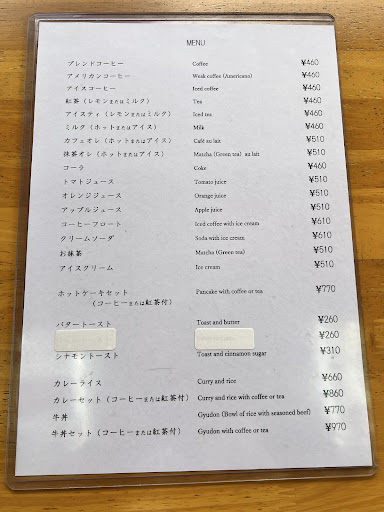 MENU
ブレンドコーヒー Coffee ¥460
アメリカンコーヒー Weak coffee (Americano) ¥460
アイスコーヒー Iced coffee ¥460
紅茶（レモンまたはミルク） Tea ¥460
アイスティ（レモンまたはミルク） Iced tea ¥460
ミルク（ホットまたはアイス） Milk ¥460
カフェオレ（ホットまたはアイス） Café au lait ¥510
抹茶オレ（ホットまたはアイス） Matcha (Green tea) au lait ¥510
コーラ Coke ¥460
トマトジュース Tomato juice ¥510
オレンジジュース Orange juice ¥510
アップルジュース Apple juice ¥510
コーヒーフロート Iced coffee with ice cream ¥610
クリームソーダ Soda with ice cream ¥610
お抹茶 Matcha (Green tea) ¥510
アイスクリーム Ice cream ¥510
ホットケーキセット Pancake with coffee or tea ¥770
（コーヒーまたは紅茶付）
バタートースト Toast and butter ¥260
¥260
シナモントースト Toast and cinnamon sugar ¥310
カレーライス Curry and rice ¥660
カレーセット（コーヒーまたは紅茶付） Curry and rice with coffee or tea ¥860
牛丼 Gyudon (Bowl of rice with seasoned beef) ¥770
牛丼セット（コーヒーまたは紅茶付） Gyudon with coffee or tea ¥970